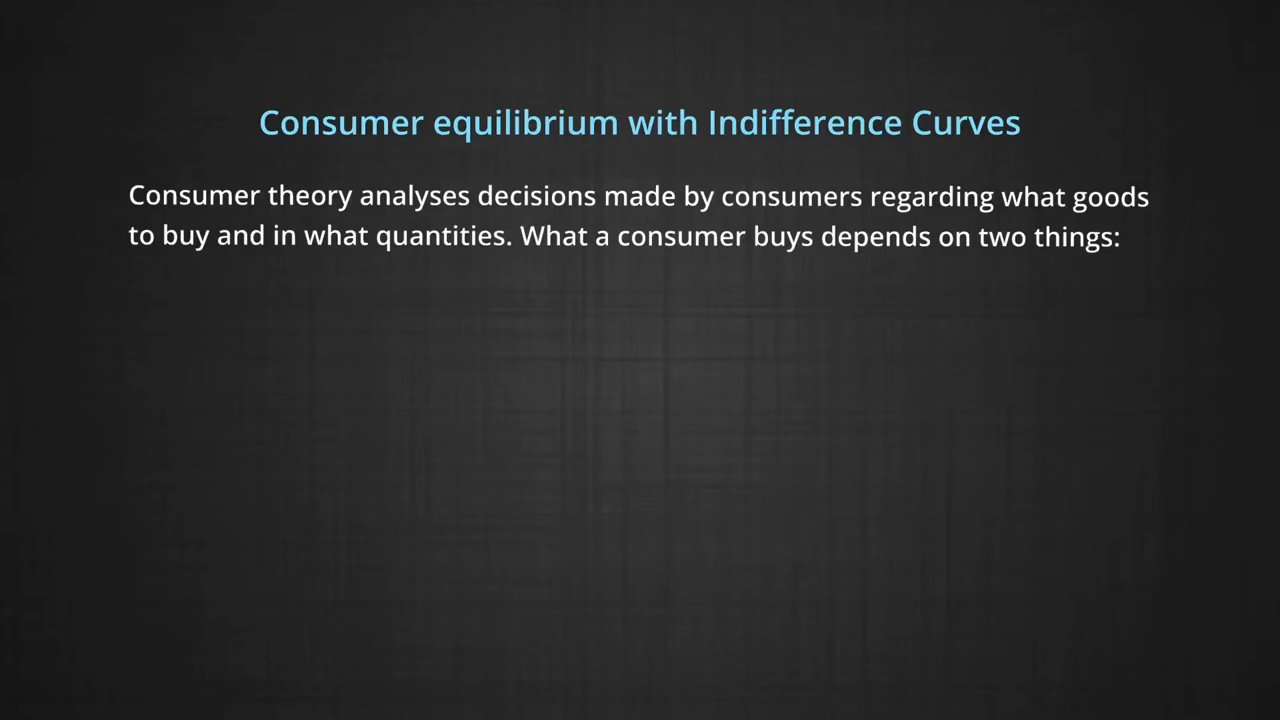 Consumer equilibrium with Indifference Curves
Consumer theory analyses decisions made by consumers regarding what goods
to buy and in what quantities. What a consumer buys depends on two things: